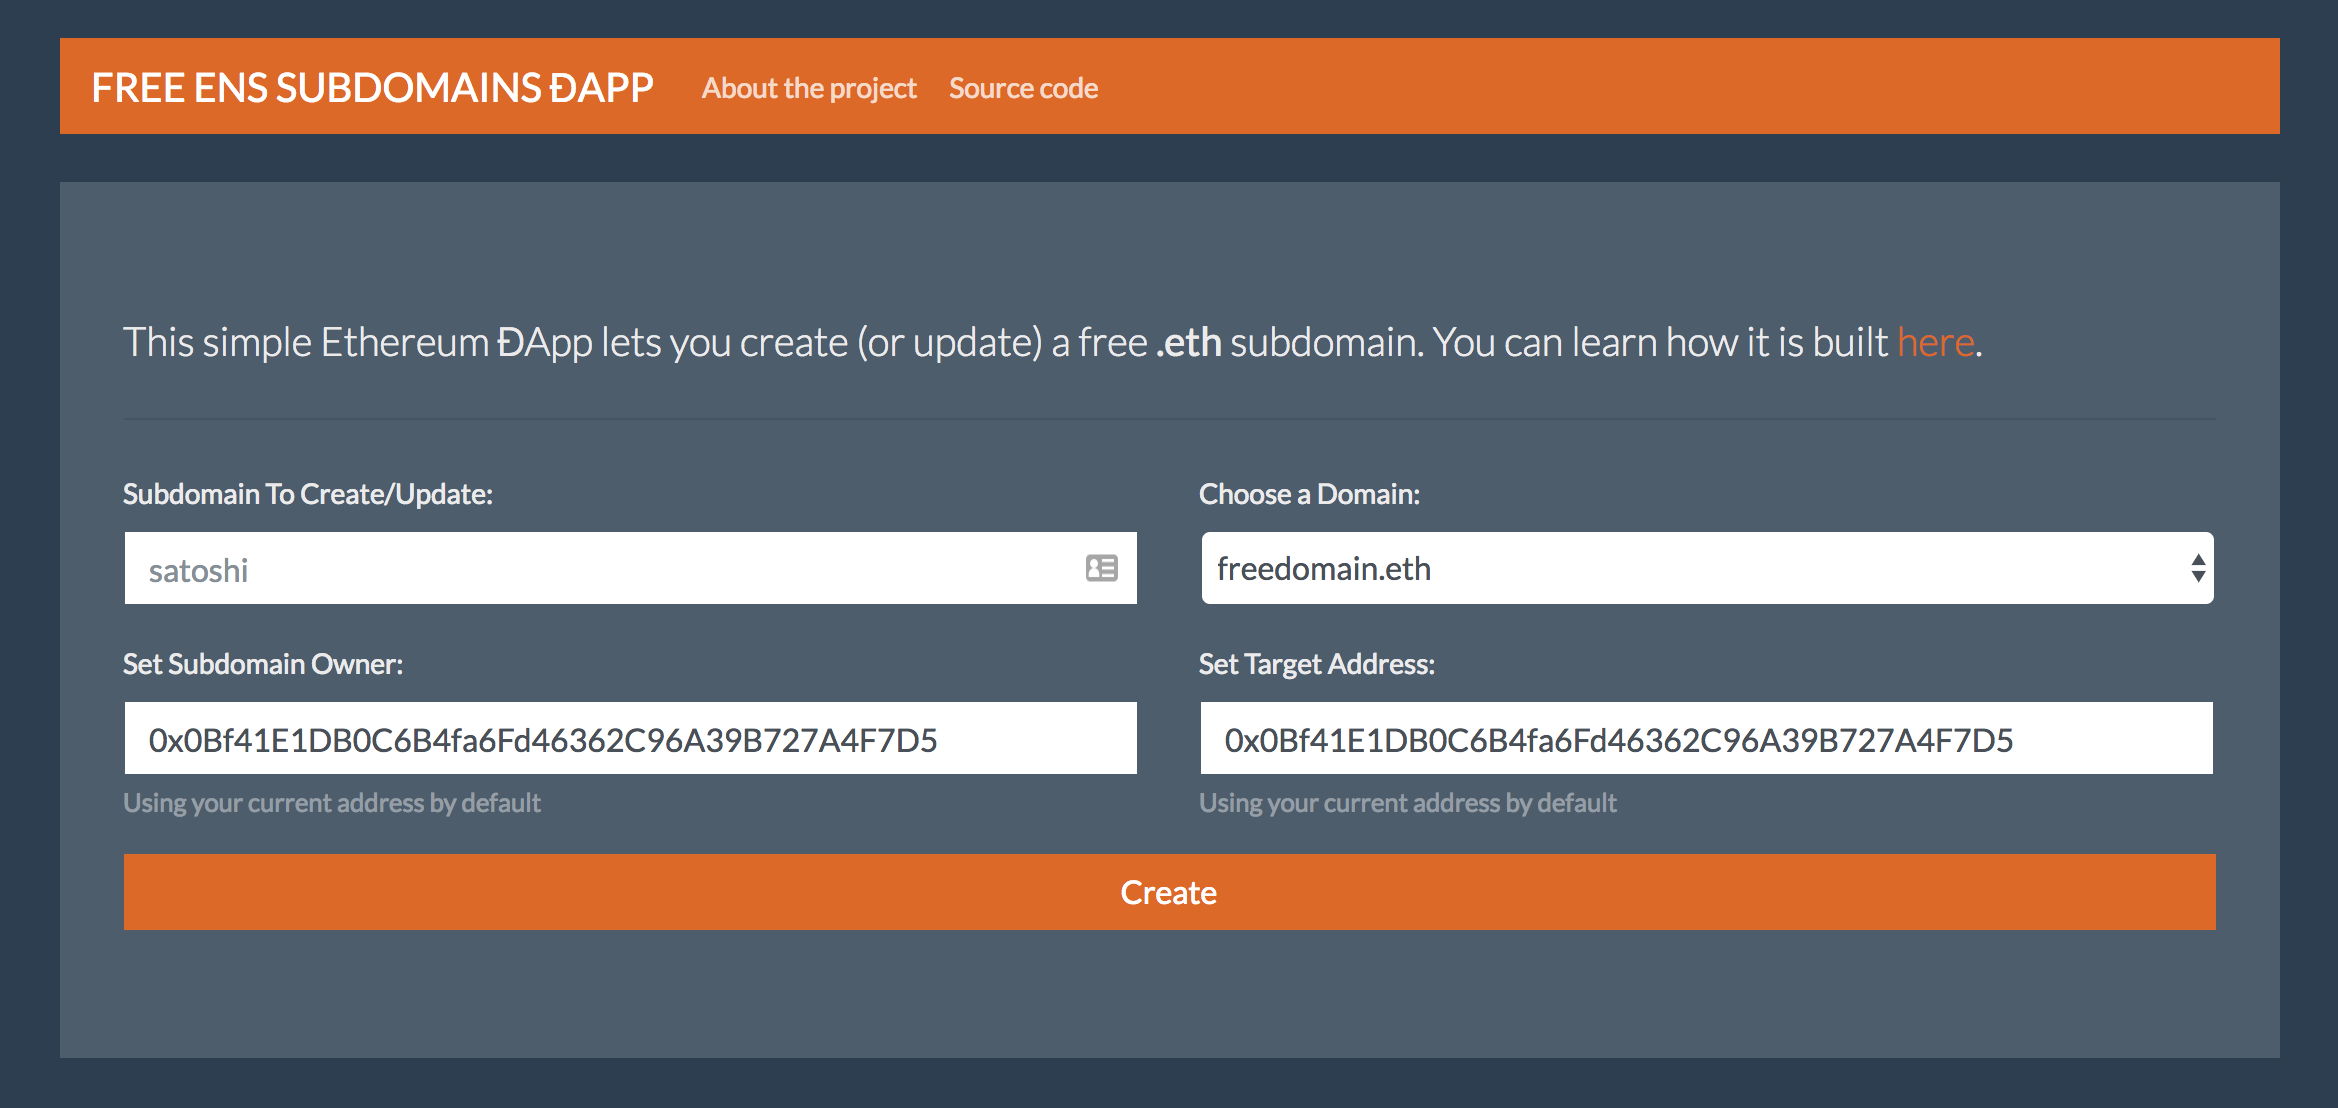 FREE ENS SUBDOMAINS ĐAPP About the project Source code
This simple Ethereum ĐApp lets you create (or update) a free .eth subdomain. You can learn how it is built here.
Subdomain To Create/Update:
Choose a Domain:
satoshi
freedomain.eth
Set Subdomain Owner:
Set Target Address:
0x0Bf41E1DB0C6B4fa6Fd46362C96A39B727A4F7D5
0x0Bf41E1DB0C6B4fa6Fd46362C96A39B727A4F7D5
Using your current address by default
Using your current address by default
Create